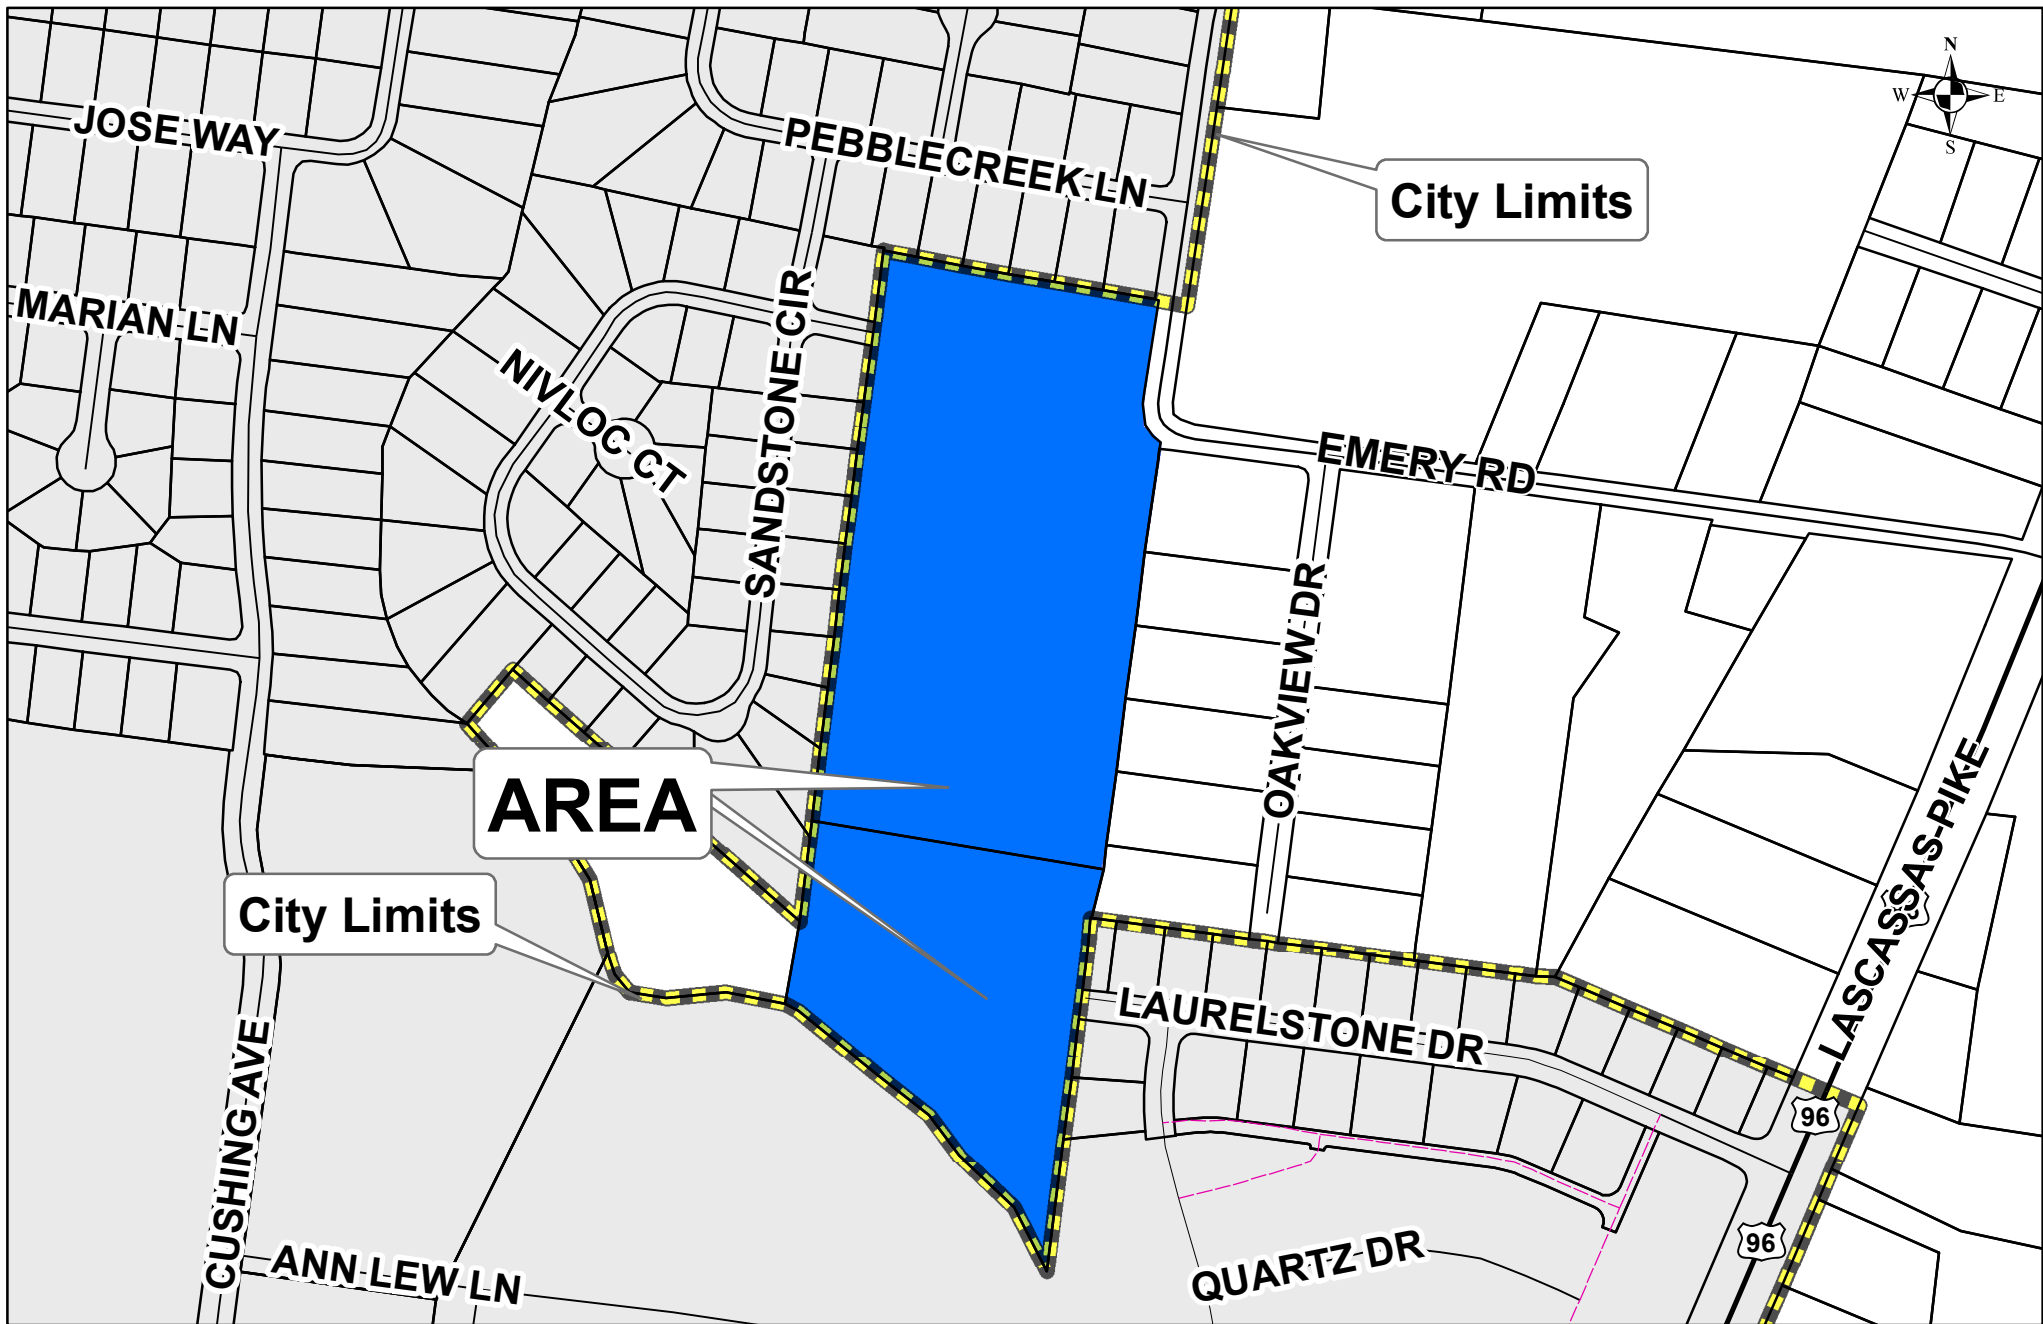 N
W
E
S
JOSE WAY
PEBBLECREEK LN
City Limits
MARIAN LN
NIVLOC CT
SANDSTONE CIR
EMERY RD
OAKVIEW DR
AREA
LASCASSAS PIKE
City Limits
LAURELSTONE DR
CUSHING AVE
96
96
ANN LEW LN
QUARTZ DR